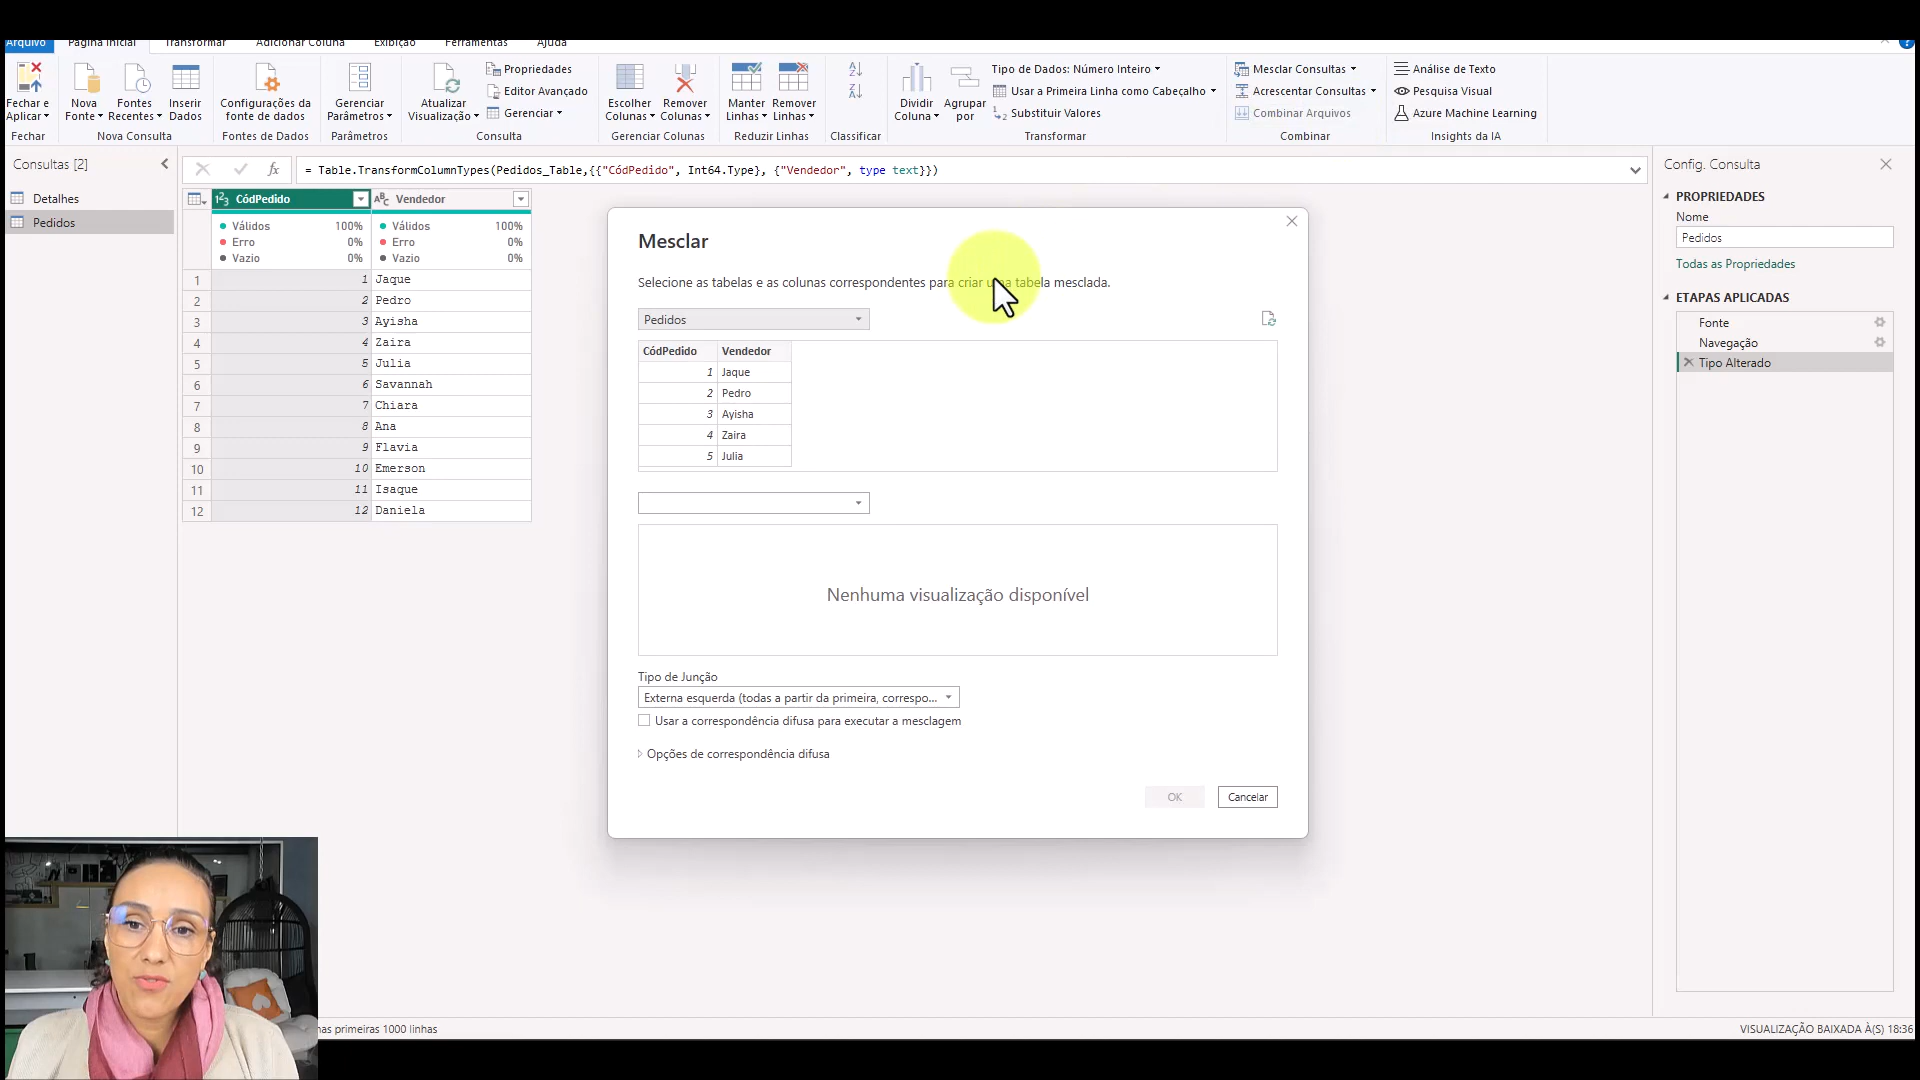 Arquivo Página Inicial Transformar Adicionar Coluna Exibição Ferramentas Ajuda
Fechar e Aplicar
Fechar
Nova Fonte
Fontes Recentes
Inserir Dados
Nova Consulta
Configurações da fonte de dados
Fontes de Dados
Gerenciar Parâmetros
Parâmetros
Atualizar Visualização
Propriedades
Editor Avançado
Gerenciar
Consulta
Escolher Colunas
Remover Colunas
Gerenciar Colunas
Manter Linhas
Remover Linhas
Reduzir Linhas
Classificar
Dividir Coluna
Agrupar por
Tipo de Dados: Número Inteiro
Usar a Primeira Linha como Cabeçalho
Substituir Valores
Transformar
Mesclar Consultas
Acrescentar Consultas
Combinar Arquivos
Combinar
Análise de Texto
Pesquisa Visual
Azure Machine Learning
Insights da IA
Consultas [2]
Detalhes
Pedidos
fx = Table.TransformColumnTypes(Pedidos_Table,{{"CódPedido", Int64.Type}, {"Vendedor", type text}})
123 CódPedido ABC Vendedor
Válidos 100% Válidos 100%
Erro 0% Erro 0%
Vazio 0% Vazio 0%
1 1 Jaque
2 2 Pedro
3 3 Ayisha
4 4 Zaira
5 5 Julia
6 6 Savannah
7 7 Chiara
8 8 Ana
9 9 Flavia
10 10 Emerson
11 11 Isaque
12 12 Daniela
Mesclar
Selecione as tabelas e as colunas correspondentes para criar uma tabela mesclada.
Pedidos
CódPedido Vendedor
1 Jaque
2 Pedro
3 Ayisha
4 Zaira
5 Julia
Nenhuma visualização disponível
Tipo de Junção
Externa esquerda (todas a partir da primeira, correspo...
Usar a correspondência difusa para executar a mesclagem
Opções de correspondência difusa
OK Cancelar
Config. Consulta
PROPRIEDADES
Nome
Pedidos
Todas as Propriedades
ETAPAS APLICADAS
Fonte
Navegação
Tipo Alterado
nas primeiras 1000 linhas
VISUALIZAÇÃO BAIXADA À(S) 18:36